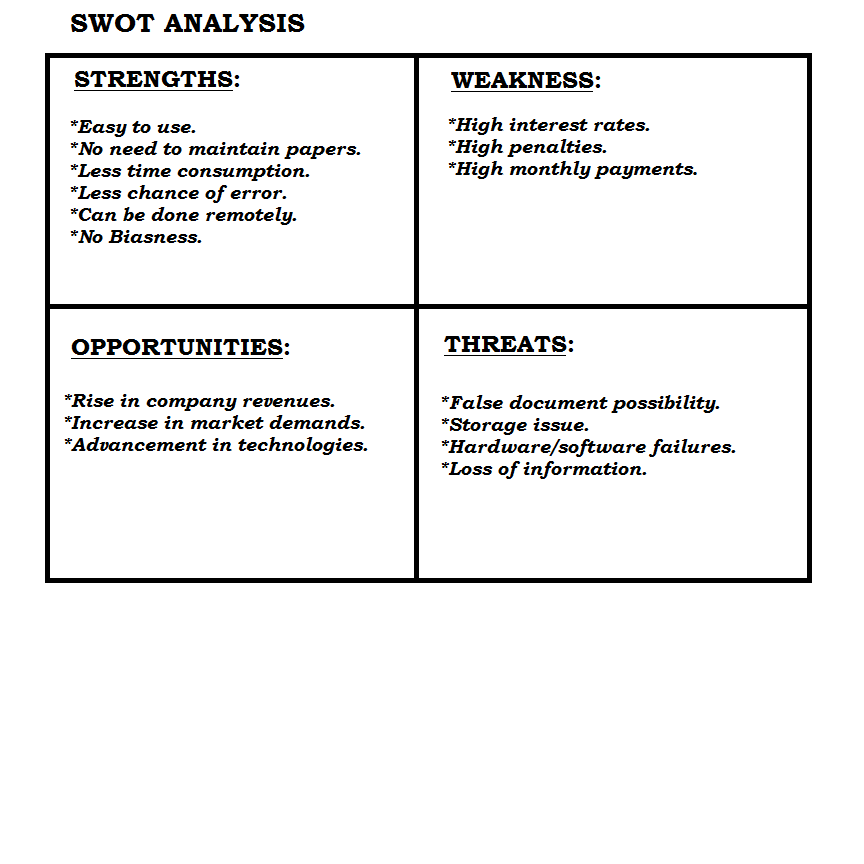 SWOT ANALYSIS
STRENGTHS:
*Easy to use.
*No need to maintain papers.
*Less time consumption.
*Less chance of error.
*Can be done remotely.
*No Biasness.
WEAKNESS:
*High interest rates.
*High penalties.
*High monthly payments.
OPPORTUNITIES:
*Rise in company revenues.
*Increase in market demands.
*Advancement in technologies.
THREATS:
*False document possibility.
*Storage issue.
*Hardware/software failures.
*Loss of information.